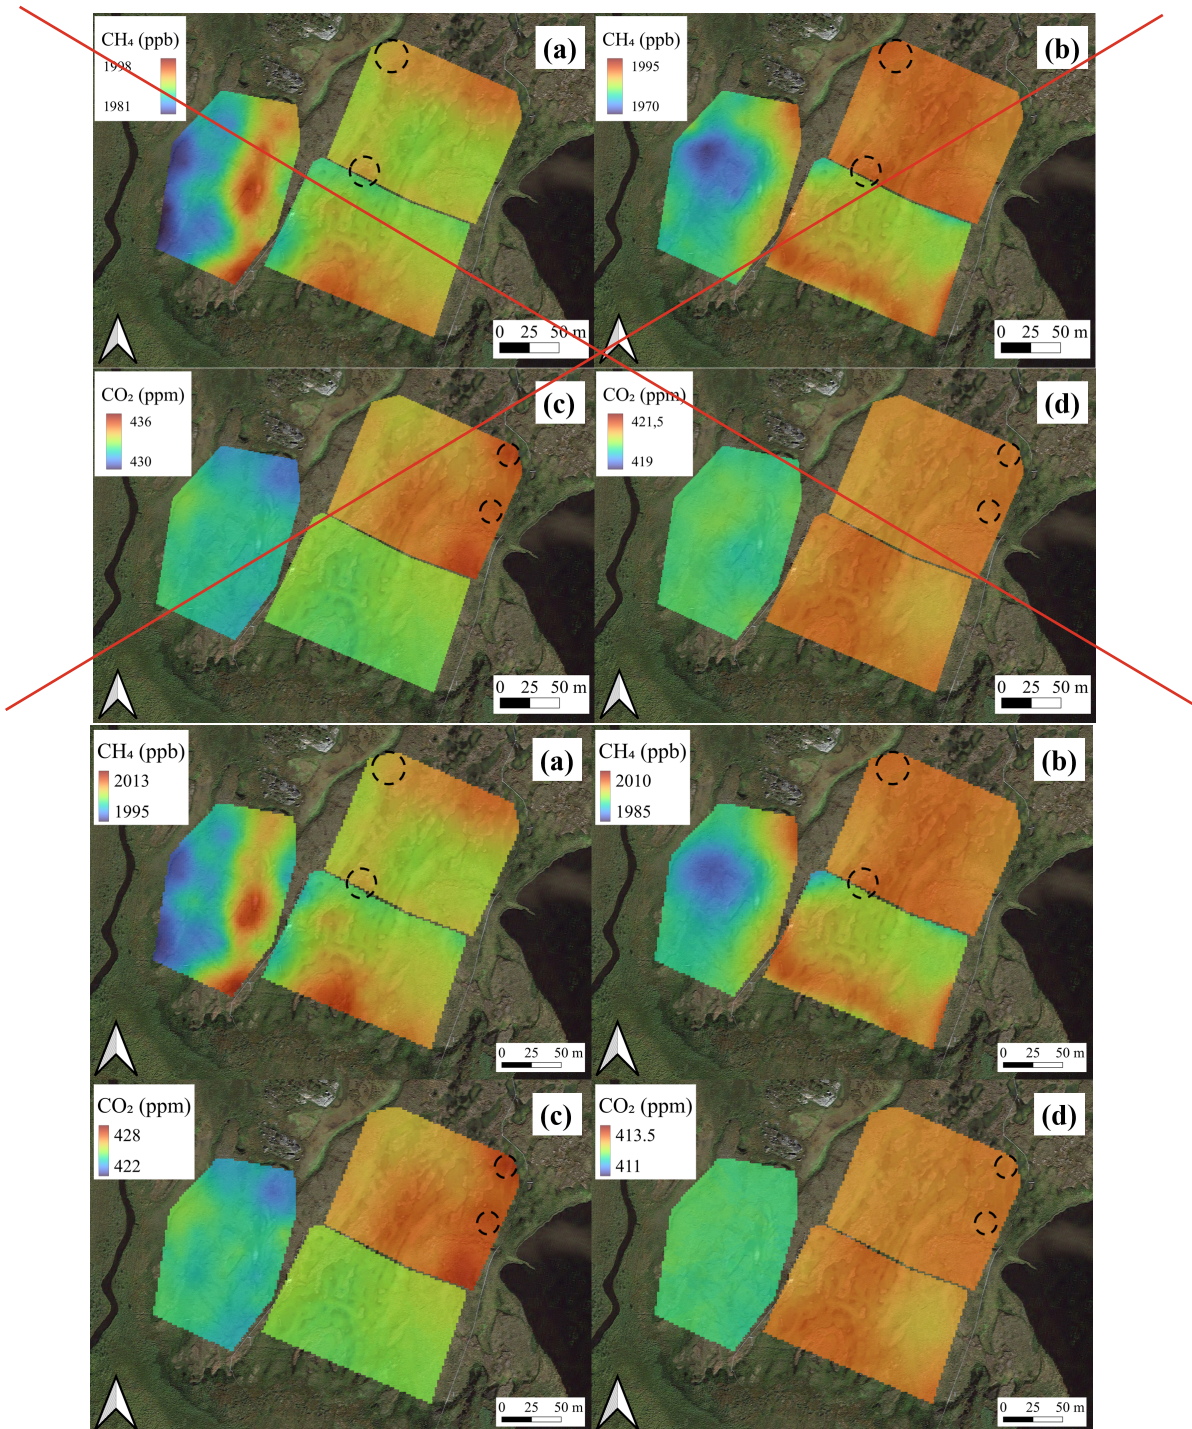 CH₄ (ppb)
1998
1981
(a)
0 25 50 m
CH₄ (ppb)
1995
1970
(b)
0 25 50 m
CO₂ (ppm)
436
430
(c)
0 25 50 m
CO₂ (ppm)
421,5
419
(d)
0 25 50 m
CH₄ (ppb)
2013
1995
(a)
0 25 50 m
CH₄ (ppb)
2010
1985
(b)
0 25 50 m
CO₂ (ppm)
428
422
(c)
0 25 50 m
CO₂ (ppm)
413.5
411
(d)
0 25 50 m